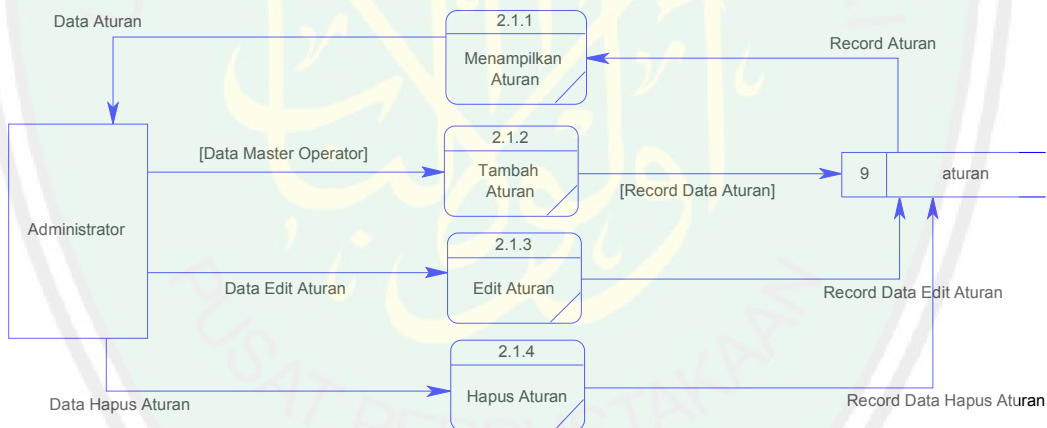 Data Aturan
2.1.1
Menampilkan
Aturan
Record Aturan
[Data Master Operator]
2.1.2
Tambah
Aturan
[Record Data Aturan]
9
aturan
Administrator
2.1.3
Edit Aturan
Data Edit Aturan
Record Data Edit Aturan
2.1.4
Hapus Aturan
Data Hapus Aturan
Record Data Hapus Aturan